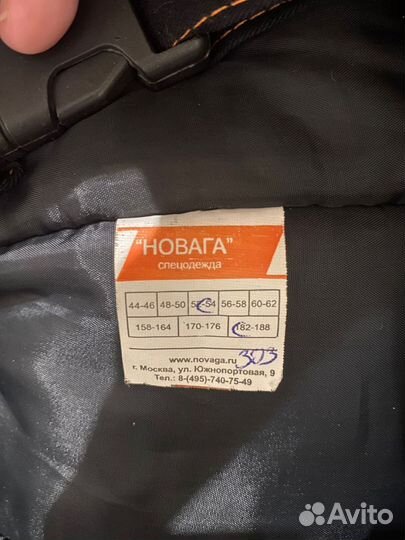 "НОВАГА"
спецодежда
44-46 48-50 52-54 56-58 60-62
158-164 170-176 182-188
www.novaga.ru 303
г. Москва, ул. Южнопортовая, 9
Тел.: 8-(495)-740-75-49
Avito